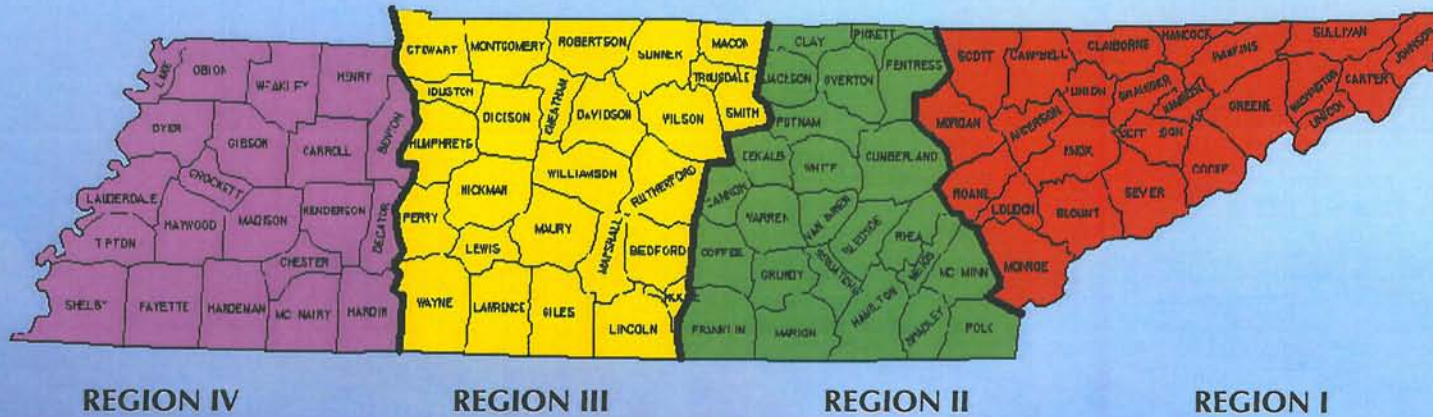 LAKE
OBION
WEAKLEY
HENRY
DYER
GIBSON
CARROLL
BENTON
LAUDERDALE
CROCKETT
HAYWOOD
MADISON
HENDERSON
DECATUR
TIPTON
CHESTER
SHELBY
FAYETTE
HARDEMAN
MC NAIRY
HARDIN
STEWART
MONTGOMERY
ROBERTSON
SUMNER
MACON
TROUSDALE
HOUSTON
DICKSON
CHEATHAM
DAVIDSON
WILSON
SMITH
HUMPHREYS
HICKMAN
WILLIAMSON
RUTHERFORD
PERRY
LEWIS
MAURY
MARSHALL
BEDFORD
WAYNE
LAWRENCE
GILES
LINCOLN
CLAY
PICKETT
JACKSON
OVERTON
FENTRESS
PUTNAM
DEKALB
WHITE
CUMBERLAND
CANNON
WARREN
VAN BUREN
BLEDSOE
RHEA
COFFEE
GRUNDY
SEQUATCHIE
MEIGS
MC MINN
FRANKLIN
MARION
HAMILTON
BRADLEY
POLK
SCOTT
CAMPBELL
CLAIBORNE
HANCOCK
HAWKINS
SULLIVAN
JOHNSON
UNION
GRAINGER
HAMBLEN
GREENE
WASHINGTON
CARTER
UNICOI
MORGAN
ANDERSON
KNOX
COCKE
ROANE
LOUDON
BLOUNT
SEVIER
MONROE
REGION IV
REGION III
REGION II
REGION I